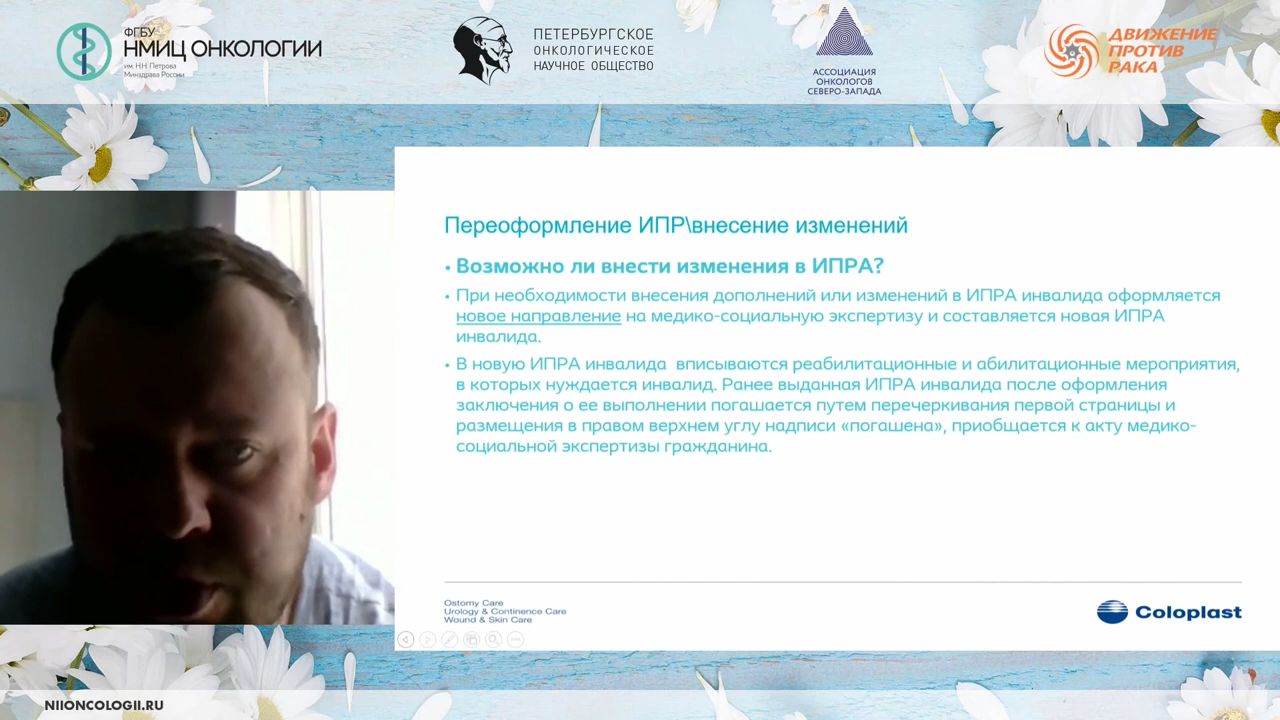 ФГБУ
НМИЦ ОНКОЛОГИИ
им. Н.Н. Петрова
Минздрава России
ПЕТЕРБУРГСКОЕ
ОНКОЛОГИЧЕСКОЕ
НАУЧНОЕ ОБЩЕСТВО
АССОЦИАЦИЯ
ОНКОЛОГОВ
СЕВЕРО-ЗАПАДА
ДВИЖЕНИЕ
ПРОТИВ
РАКА
Переоформление ИПР\внесение изменений
• Возможно ли внести изменения в ИПРА?
• При необходимости внесения дополнений или изменений в ИПРА инвалида оформляется
новое направление на медико-социальную экспертизу и составляется новая ИПРА
инвалида.
• В новую ИПРА инвалида вписываются реабилитационные и абилитационные мероприятия,
в которых нуждается инвалид. Ранее выданная ИПРА инвалида после оформления
заключения о ее выполнении погашается путем перечеркивания первой страницы и
размещения в правом верхнем углу надписи «погашена», приобщается к акту медико-
социальной экспертизы гражданина.
Ostomy Care
Urology & Continence Care
Wound & Skin Care
Coloplast
NIIONCOLOGII.RU